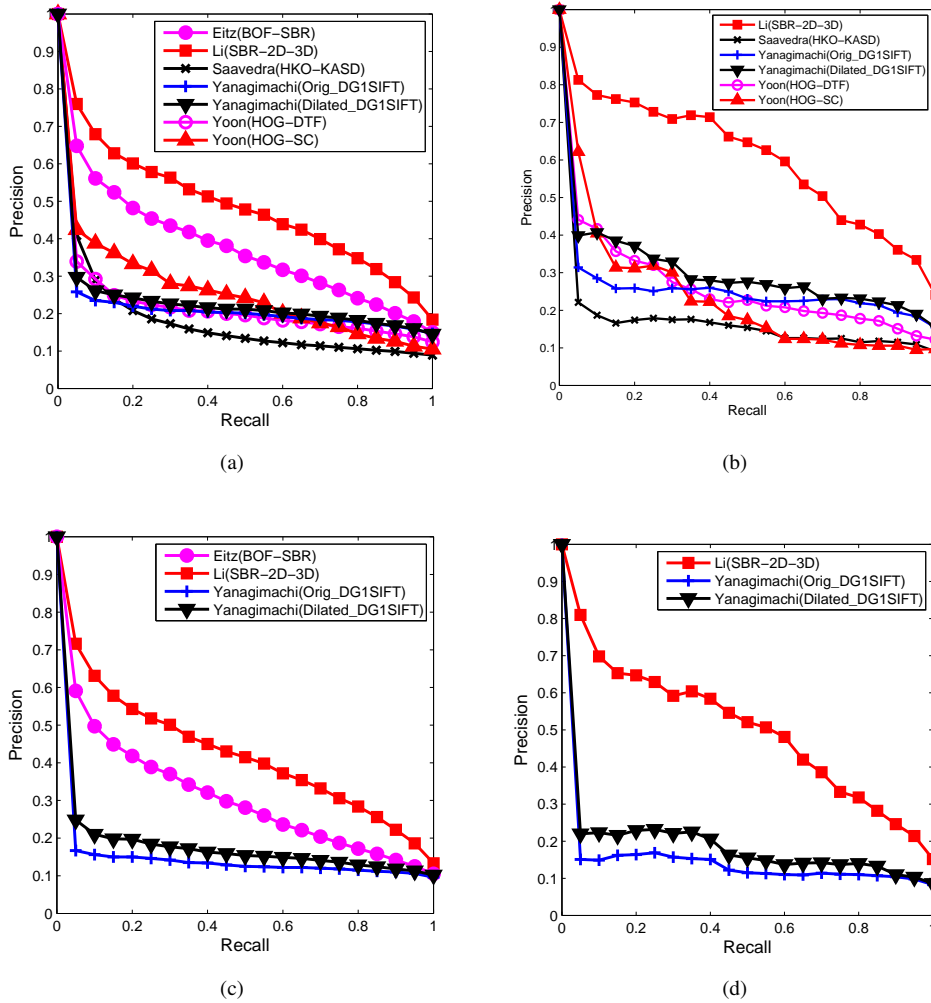 Eitz(BOF−SBR)
Li(SBR−2D−3D)
Saavedra(HKO−KASD)
Yanagimachi(Orig_DG1SIFT)
Yanagimachi(Dilated_DG1SIFT)
Yoon(HOG−DTF)
Yoon(HOG−SC)
0.9
0.8
0.7
0.6
0.5
0.4
0.3
0.2
0.1
0
Precision
0 0.2 0.4 0.6 0.8 1
Recall
(a)
Li(SBR−2D−3D)
Saavedra(HKO−KASD)
Yanagimachi(Orig_DG1SIFT)
Yanagimachi(Dilated_DG1SIFT)
Yoon(HOG−DTF)
Yoon(HOG−SC)
0.9
0.8
0.7
0.6
0.5
0.4
0.3
0.2
0.1
0
Precision
0 0.2 0.4 0.6 0.8 1
Recall
(b)
Eitz(BOF−SBR)
Li(SBR−2D−3D)
Yanagimachi(Orig_DG1SIFT)
Yanagimachi(Dilated_DG1SIFT)
0.9
0.8
0.7
0.6
0.5
0.4
0.3
0.2
0.1
0
Precision
0 0.2 0.4 0.6 0.8 1
Recall
(c)
Li(SBR−2D−3D)
Yanagimachi(Orig_DG1SIFT)
Yanagimachi(Dilated_DG1SIFT)
0.9
0.8
0.7
0.6
0.5
0.4
0.3
0.2
0.1
0
Precision
0 0.2 0.4 0.6 0.8 1
Recall
(d)